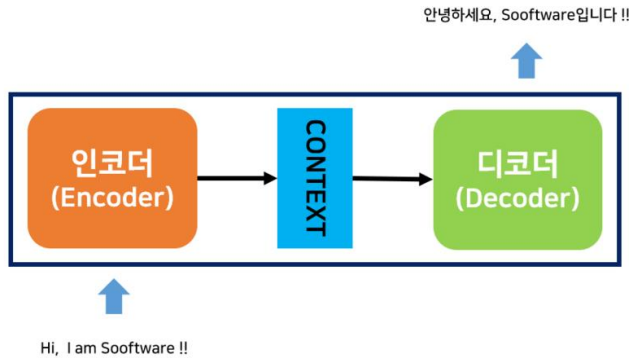 안녕하세요, Sooftware입니다 !!
인코더
(Encoder)
CONTEXT
디코더
(Decoder)
Hi, I am Sooftware !!